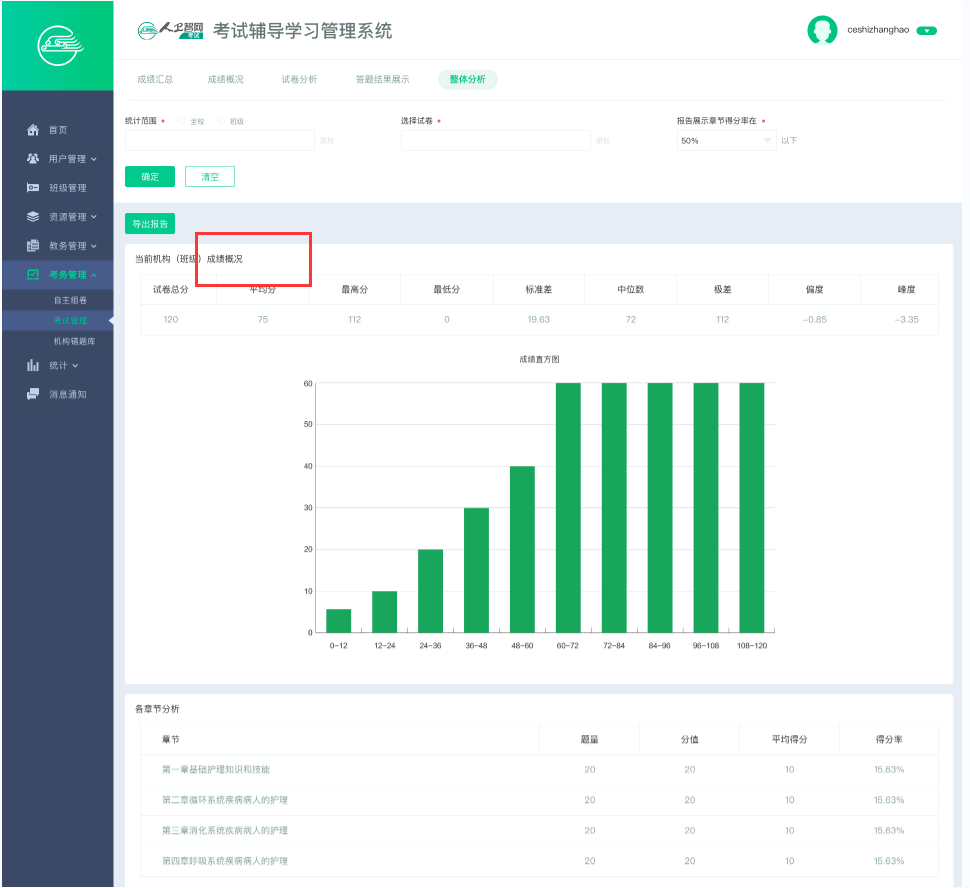 人卫智网 考试 考试辅导学习管理系统
ceshizhanghao
成绩汇总 成绩概况 试卷分析 答题结果展示 整体分析
统计范围 • 全校 班级 选择试卷 • 报告展示章节得分率在 •
添加 添加 50% 以下
确定 清空
首页
用户管理
班级管理
资源管理
教务管理
考务管理
自主组卷
考试管理
机构错题库
统计
消息通知
导出报告
当前机构（班级）成绩概况
试卷总分 平均分 最高分 最低分 标准差 中位数 极差 偏度 峰度
120 75 112 0 19.63 72 112 -0.85 -3.35
成绩直方图
60
50
40
30
20
10
0
0-12 12-24 24-36 36-48 48-60 60-72 72-84 84-96 96-108 108-120
各章节分析
章节 题量 分值 平均得分 得分率
第一章基础护理知识和技能 20 20 10 15.63%
第二章循环系统疾病病人的护理 20 20 10 15.63%
第三章消化系统疾病病人的护理 20 20 10 15.63%
第四章呼吸系统疾病病人的护理 20 20 10 15.63%